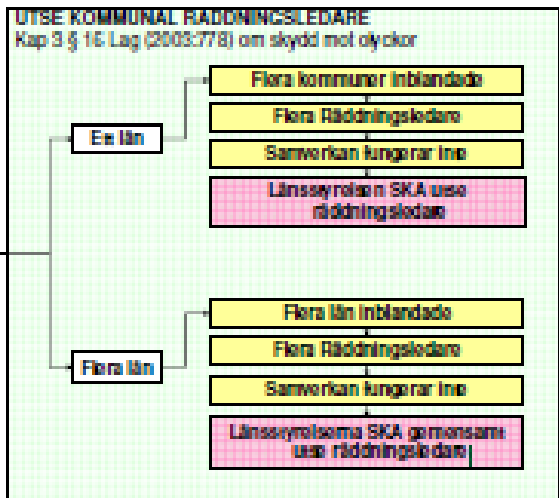 UTSE KOMMUNAL RÄDDNINGSLEDARE
Kap 3 § 16 Lag (2003:778) om skydd mot olyckor
Flera kommuner inblandade
Flera Räddningsledare
Ett län
Samverkan fungerar inte
Länsstyrelsen SKA utse
räddningsledare
Flera län inblandade
Flera Räddningsledare
Flera län
Samverkan fungerar inte
Länsstyrelserna SKA gemensamt
utse räddningsledare